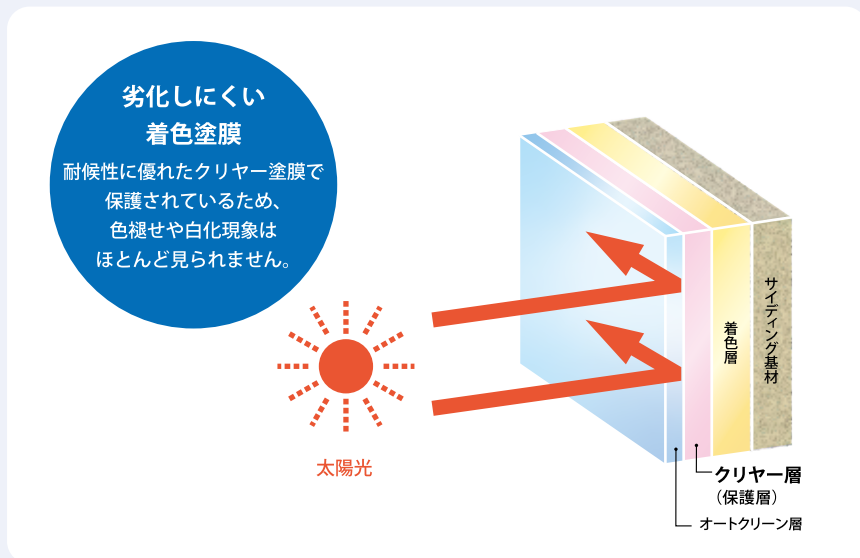 劣化しにくい
着色塗膜
耐候性に優れたクリヤー塗膜で
保護されているため、
色褪せや白化現象は
ほとんど見られません。
太陽光
サイディング基材
着色層
クリヤー層
（保護層）
オートクリーン層